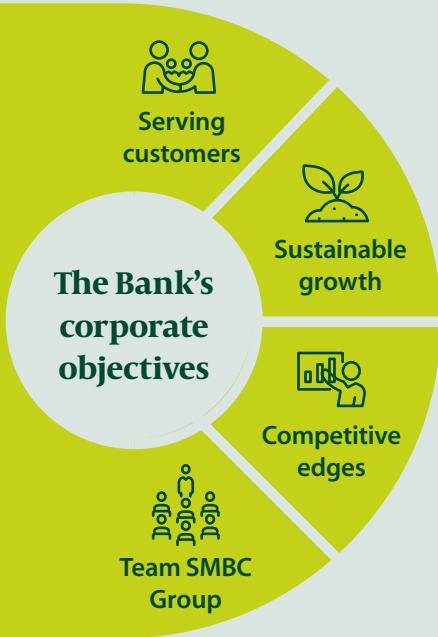 Serving
customers
Sustainable
growth
The Bank's
corporate
objectives
Competitive
edges
Team SMBC
Group